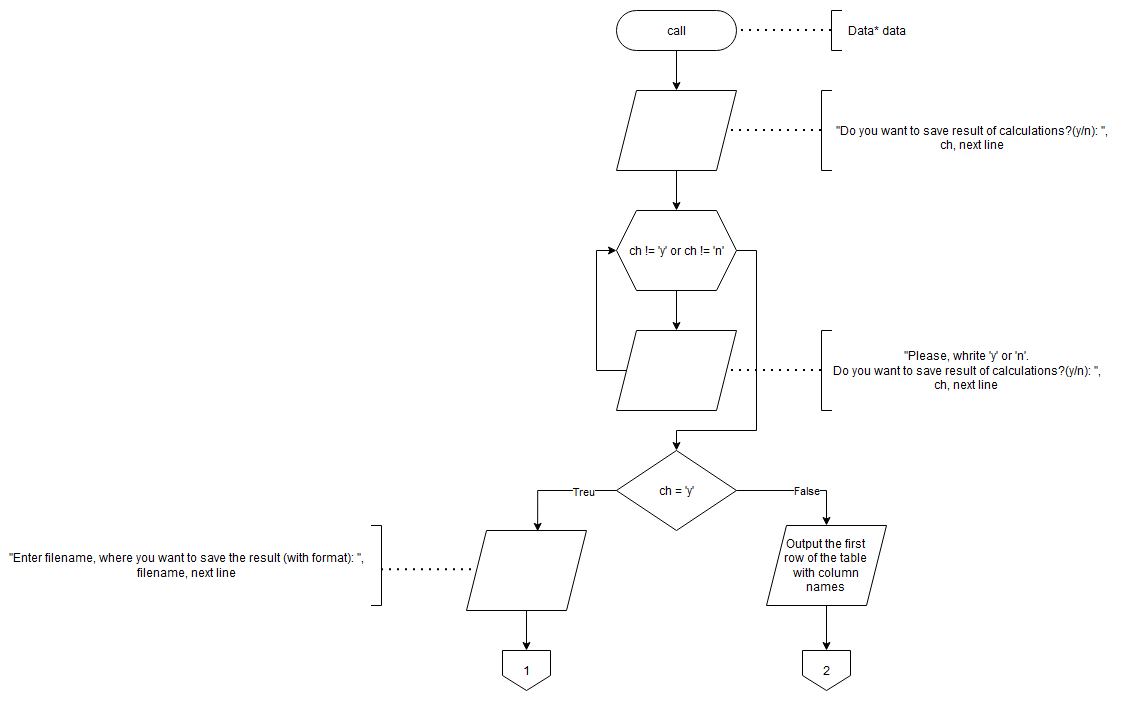 call
Data* data
"Do you want to save result of calculations?(y/n): ",
ch, next line
ch != 'y' or ch != 'n'
"Please, whrite 'y' or 'n'.
Do you want to save result of calculations?(y/n): ",
ch, next line
ch = 'y'
Treu
False
"Enter filename, where you want to save the result (with format): ",
filename, next line
Output the first
row of the table
with column
names
1
2